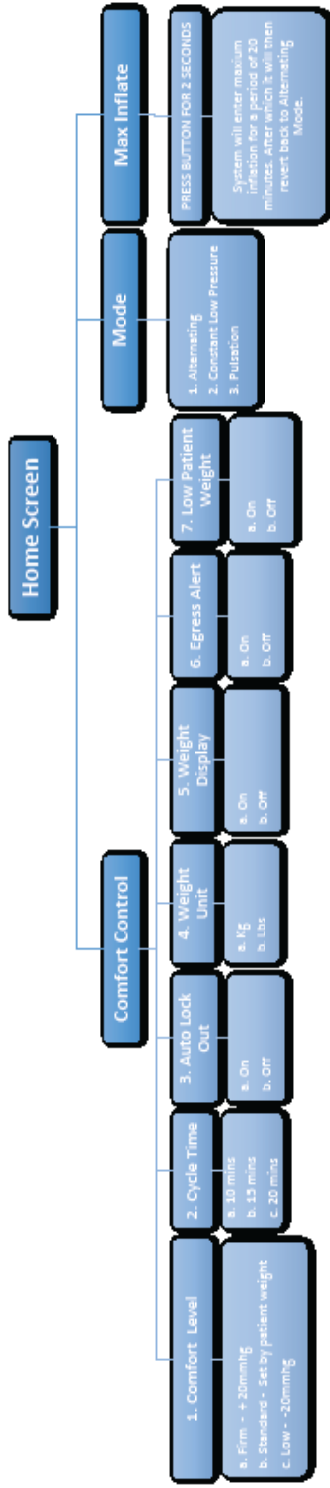 Home Screen
Comfort Control
Mode
Max Inflate
1. Comfort Level
a. Firm - + 20mmhg
b. Standard - Set by patient weight
c. Low - -20mmhg
2. Cycle Time
a. 10 mins
b. 15 mins
c. 20 mins
3. Auto Lock
Out
a. On
b. Off
4. Weight
Unit
a. Kg
b. Lbs
5. Weight
Display
a. On
b. Off
6. Egress Alert
a. On
b. Off
7. Low Patient
Weight
a. On
b. Off
1. Alternating
2. Constant Low Pressure
3. Pulsation
PRESS BUTTON FOR 2 SECONDS
System will enter maxium
inflation for a period of 20
minutes. After which it will then
revert back to Alternating
Mode.